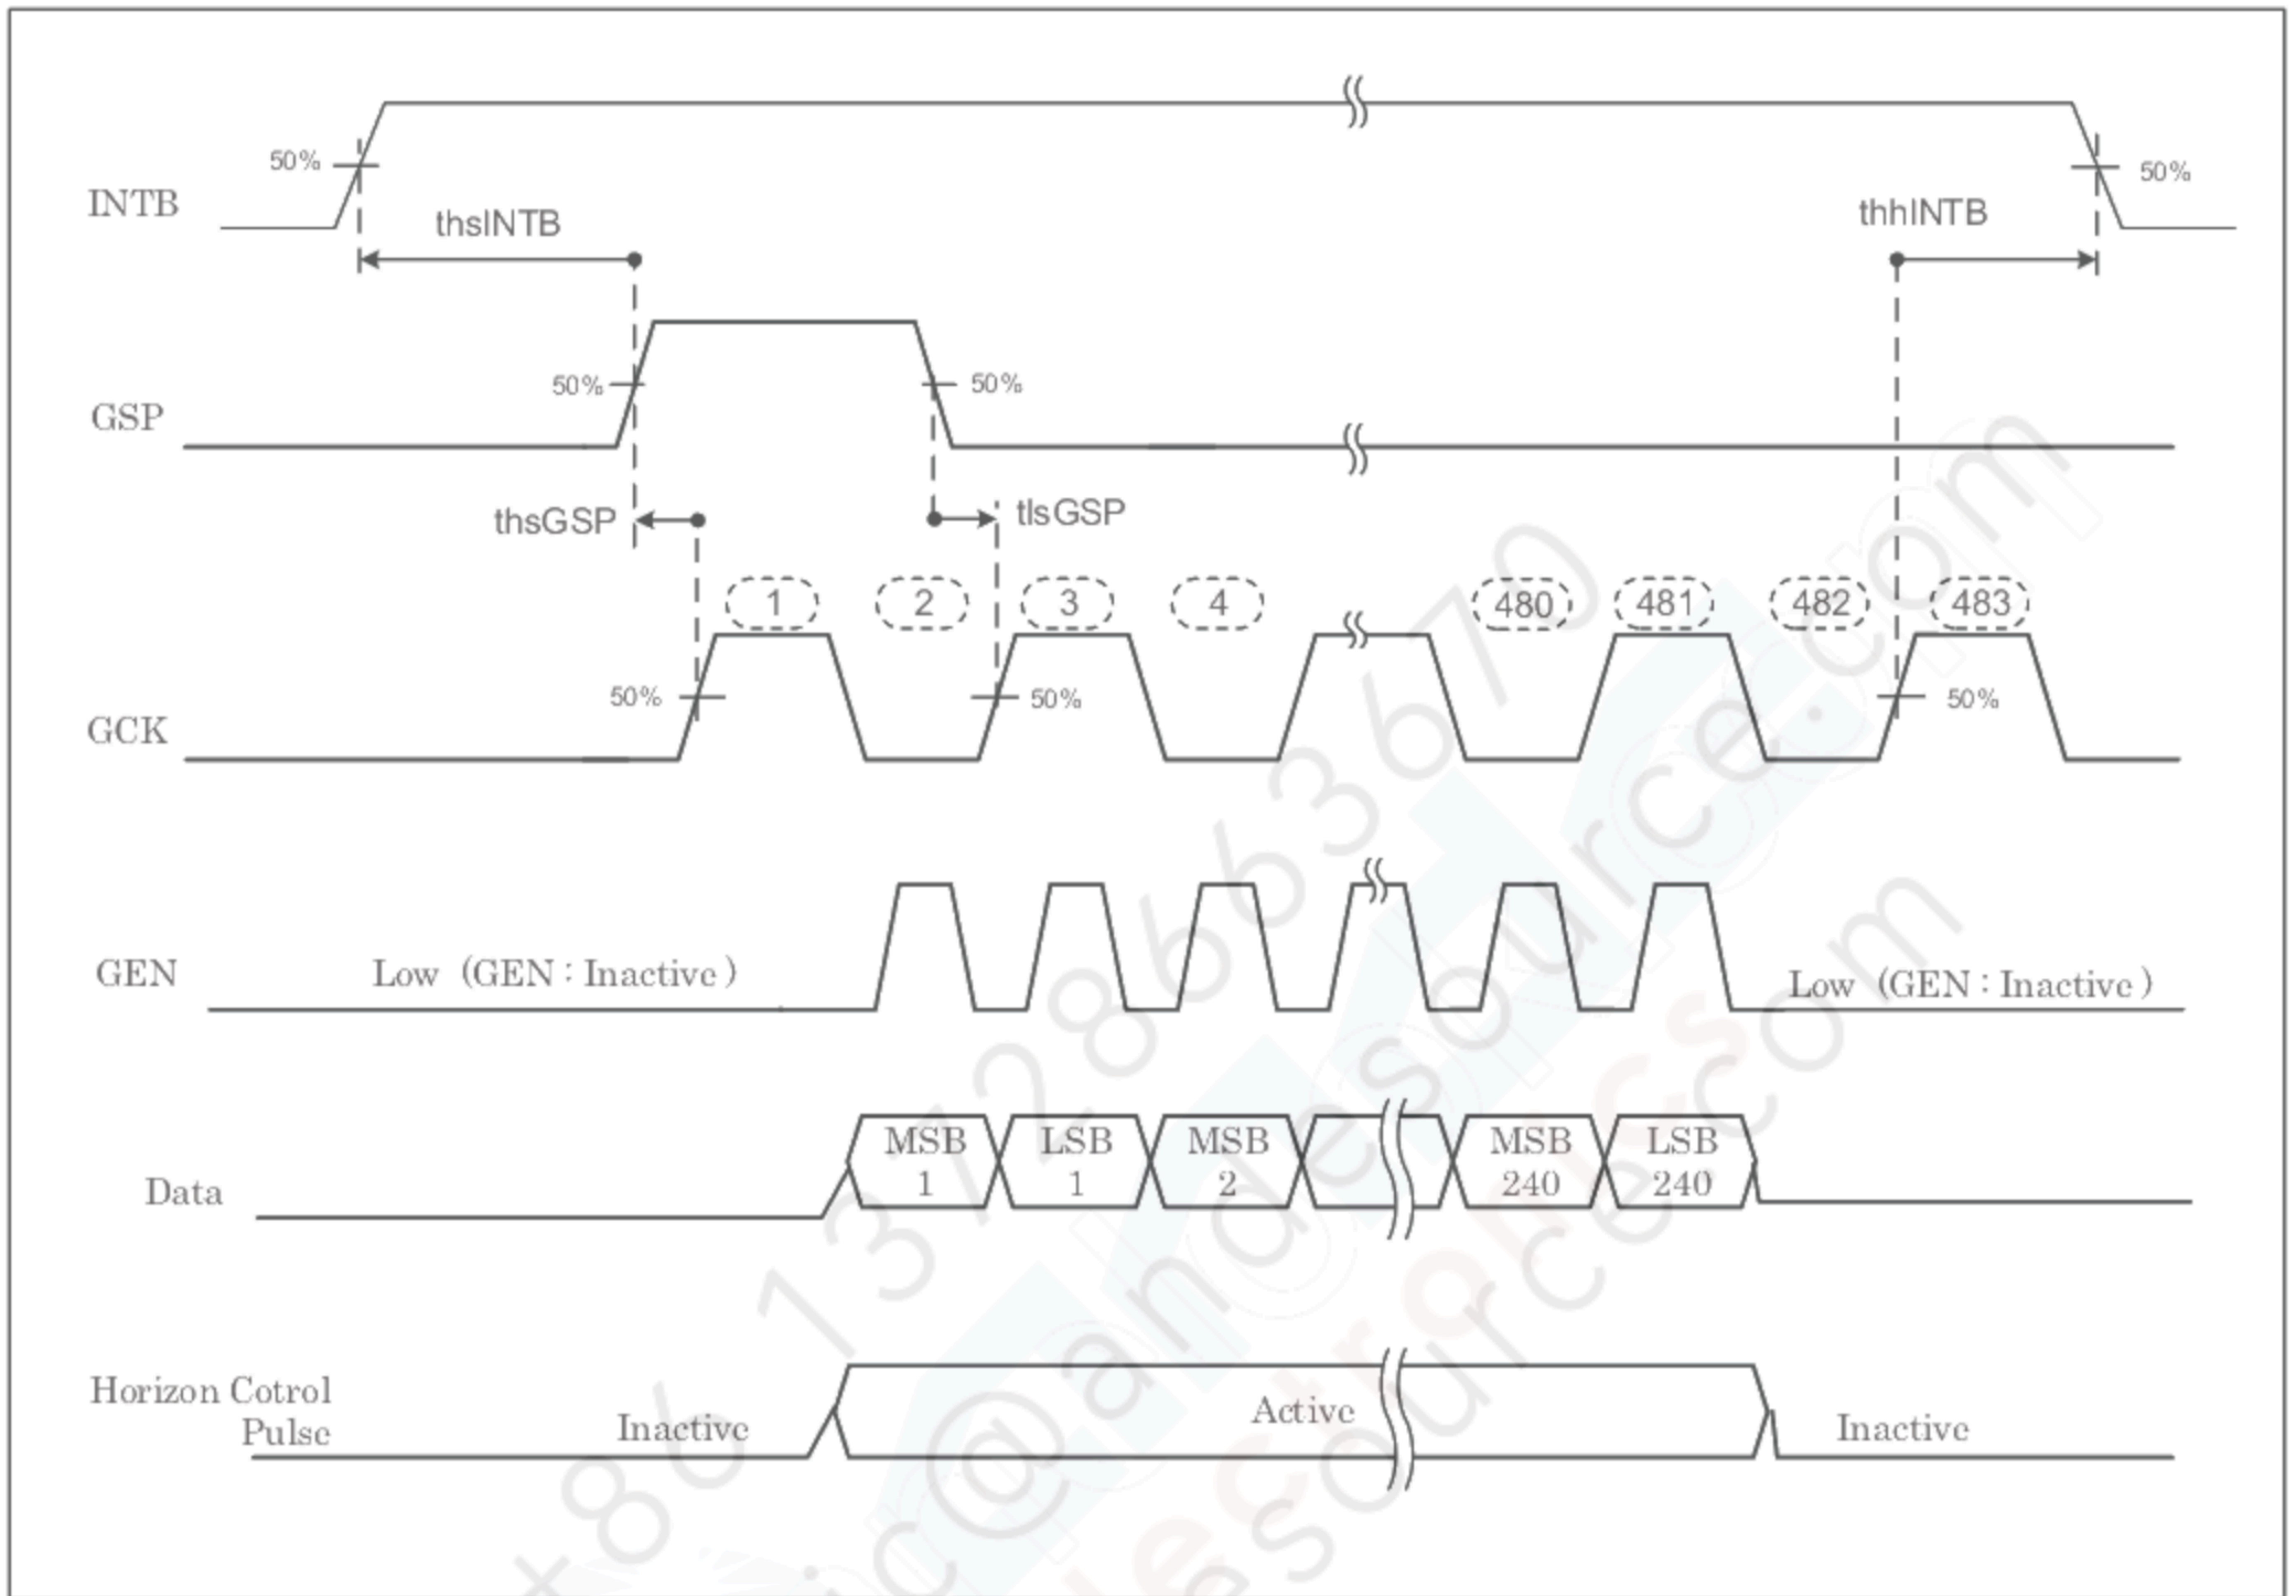 50%
50%
INTB
thsINTB
thhINTB
50%
50%
GSP
thsGSP
tlsGSP
1 2 3 4 480 481 482 483
50%
50%
50%
GCK
GEN
Low (GEN : Inactive )
Low (GEN : Inactive )
MSB LSB MSB MSB LSB
1 1 2 240 240
Data
Horizon Cotrol
Pulse
Inactive
Active
Inactive